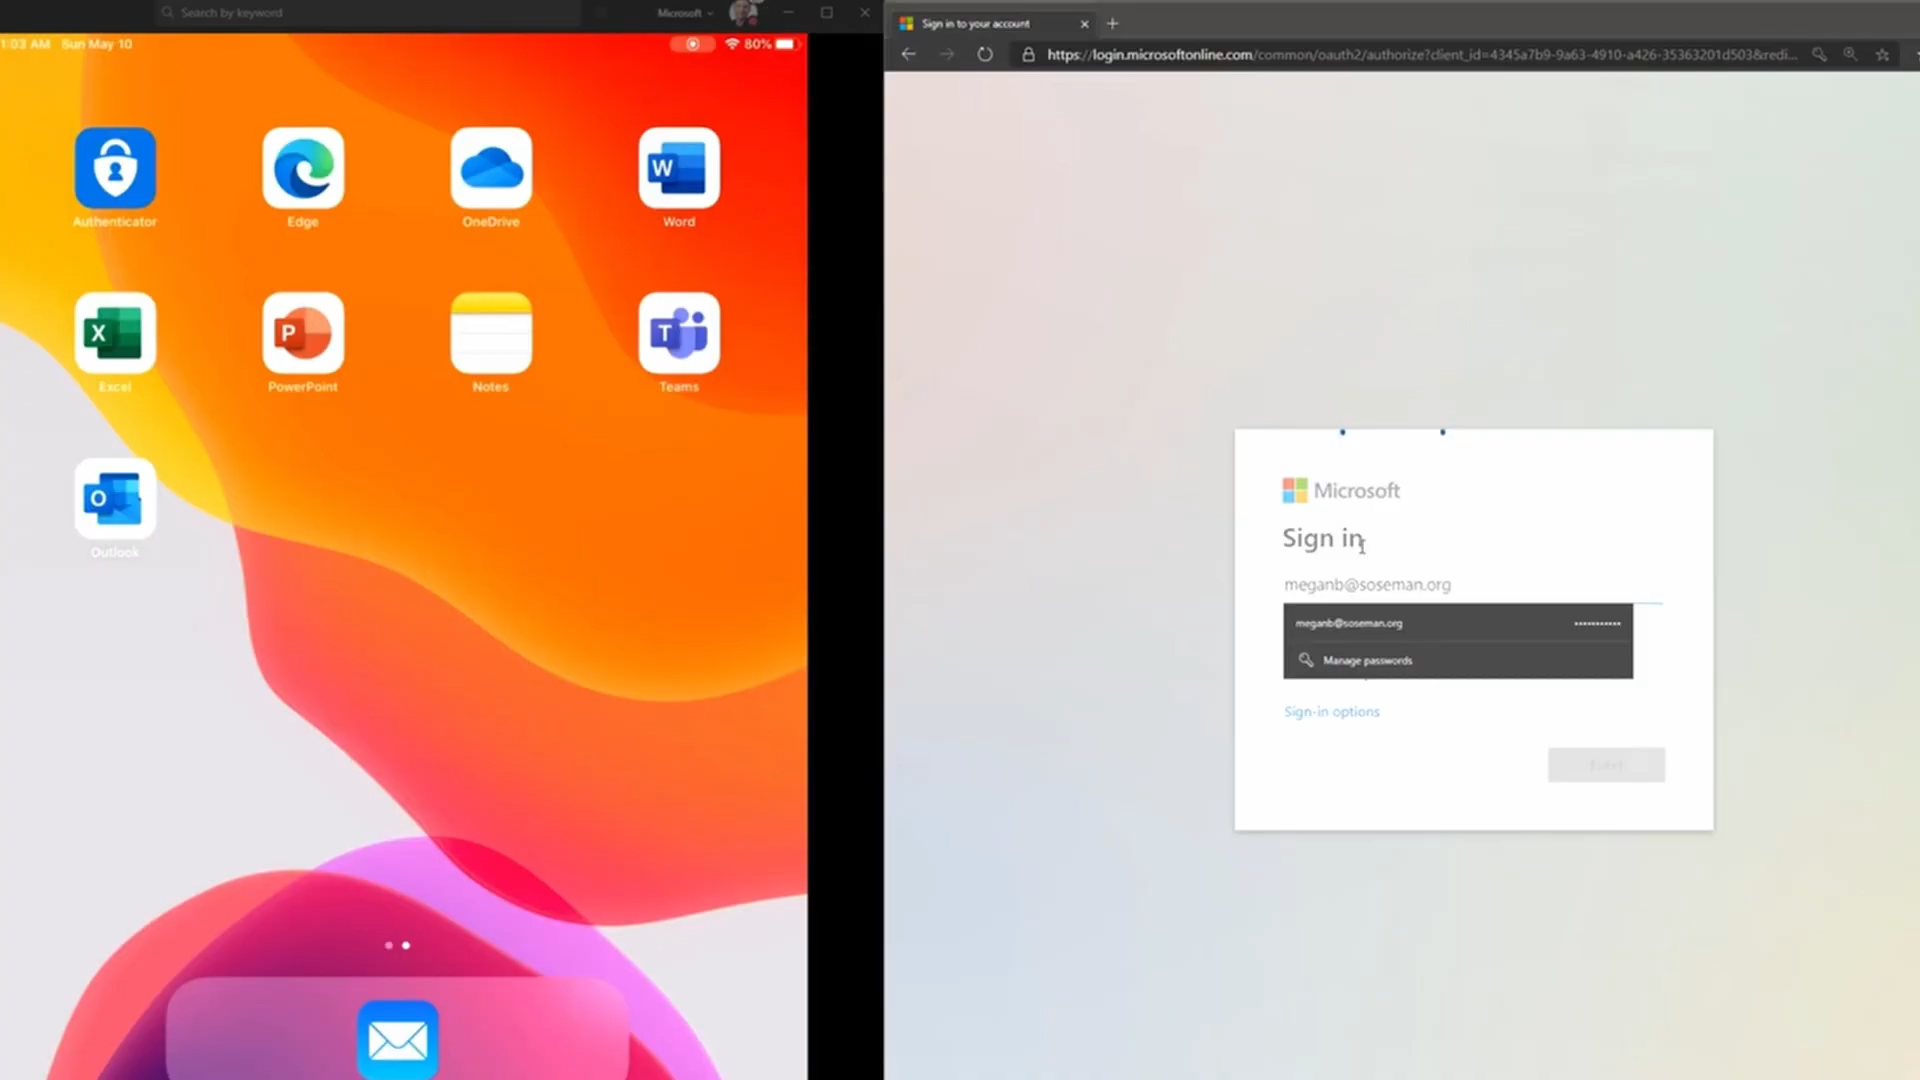 Search by keyword
Microsoft
1:03 AM Sun May 10
80%
Authenticator
Edge
OneDrive
Word
W
X
P
T
Excel
PowerPoint
Notes
Teams
O
Outlook
Sign in to your account
https://login.microsoftonline.com/common/oauth2/authorize?client_id=4345a7b9-9a63-4910-a426-35363201d503&redi...
Microsoft
Sign in
meganb@soseman.org
meganb@soseman.org
Manage passwords
Sign-in options